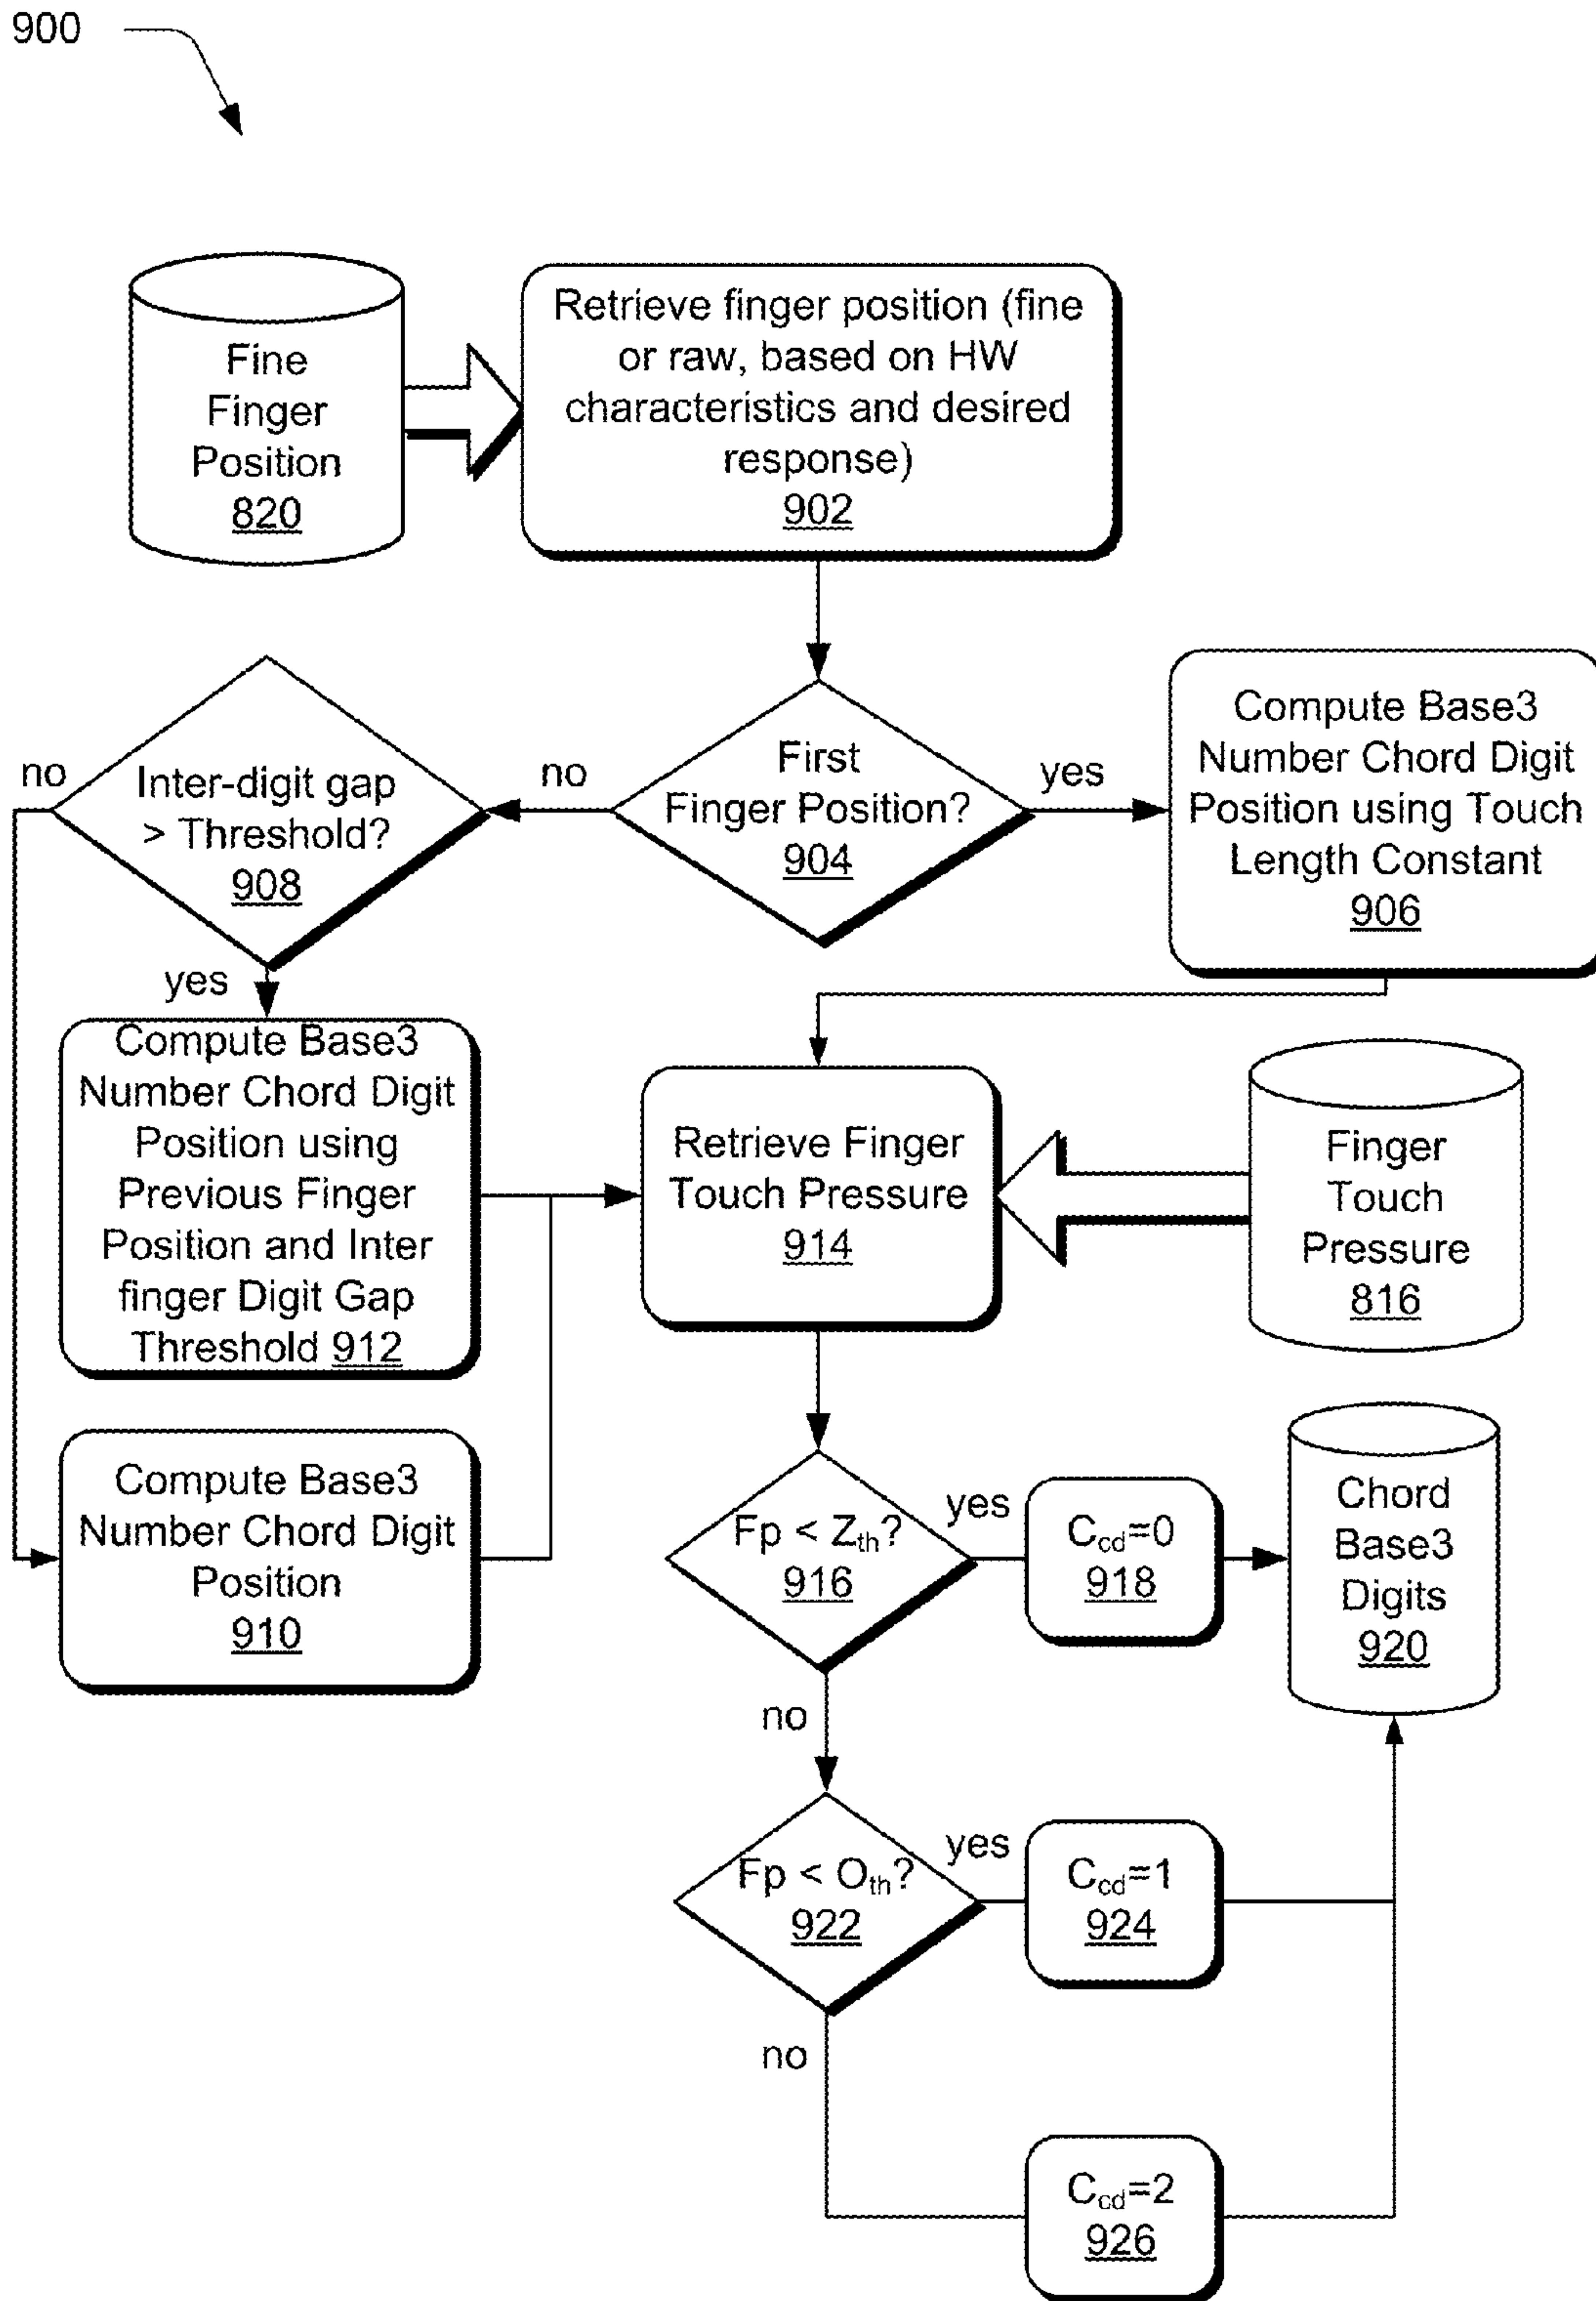 900
Fine
Finger
Position
820
Retrieve finger position (fine
or raw, based on HW
characteristics and desired
response)
902
First
Finger Position?
904
no
yes
Inter-digit gap
> Threshold?
908
no
yes
Compute Base3
Number Chord Digit
Position using Touch
Length Constant
906
Compute Base3
Number Chord Digit
Position using
Previous Finger
Position and Inter
finger Digit Gap
Threshold 912
Retrieve Finger
Touch Pressure
914
Finger
Touch
Pressure
816
Compute Base3
Number Chord Digit
Position
910
Fp < Zth?
916
yes
Ccd=0
918
Chord
Base3
Digits
920
no
Fp < Oth?
922
yes
Ccd=1
924
no
Ccd=2
926